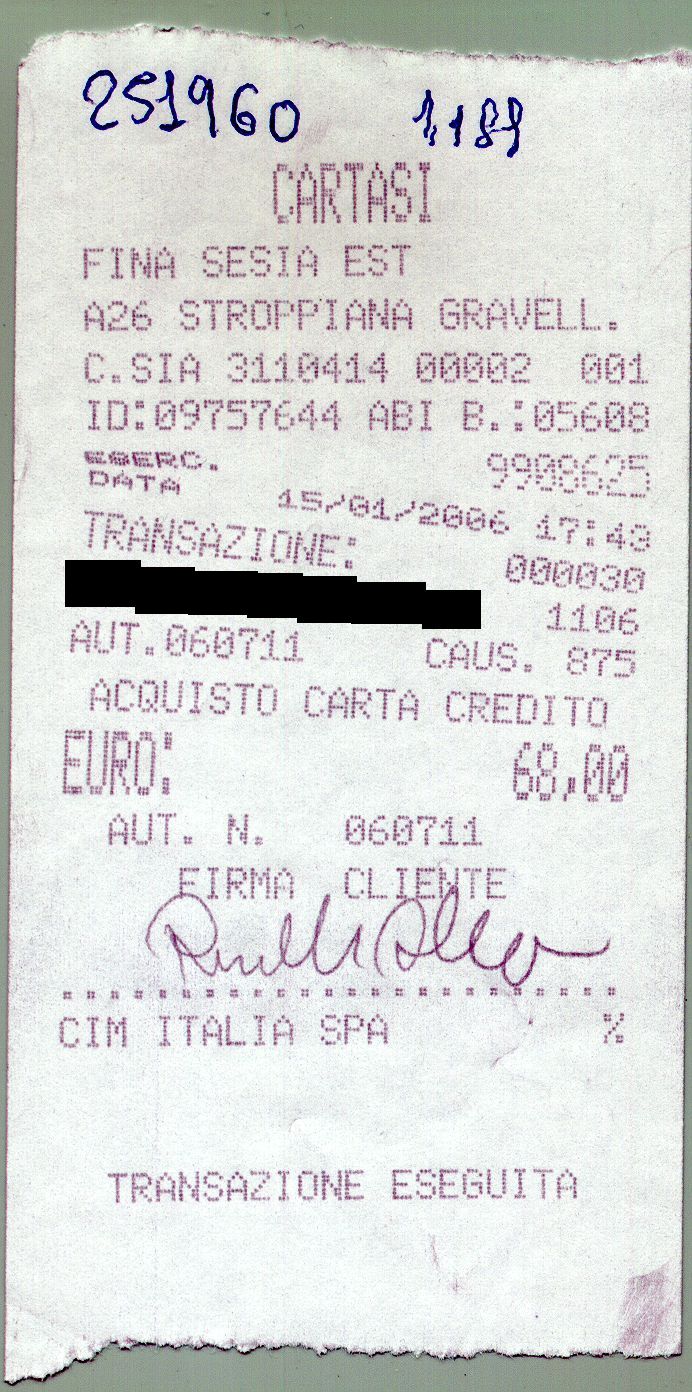 251960 1,189
CARTASI
FINA SESIA EST
A26 STROPPIANA GRAVELL.
C.SIA 3110414 00002 001
ID:09757644 ABI B.:05608
ESERC. 9908625
DATA 15/01/2006 17:43
TRANSAZIONE: 000030
1106
AUT.060711 CAUS. 875
ACQUISTO CARTA CREDITO
EURO: 68,00
AUT. N. 060711
FIRMA CLIENTE
CIM ITALIA SPA %
TRANSAZIONE ESEGUITA